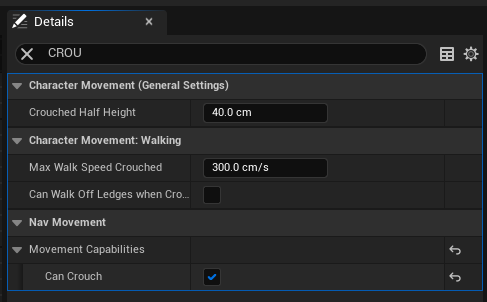 Details
CROU
Character Movement (General Settings)
Crouched Half Height 40.0 cm
Character Movement: Walking
Max Walk Speed Crouched 300.0 cm/s
Can Walk Off Ledges when Cro...
Nav Movement
Movement Capabilities
Can Crouch